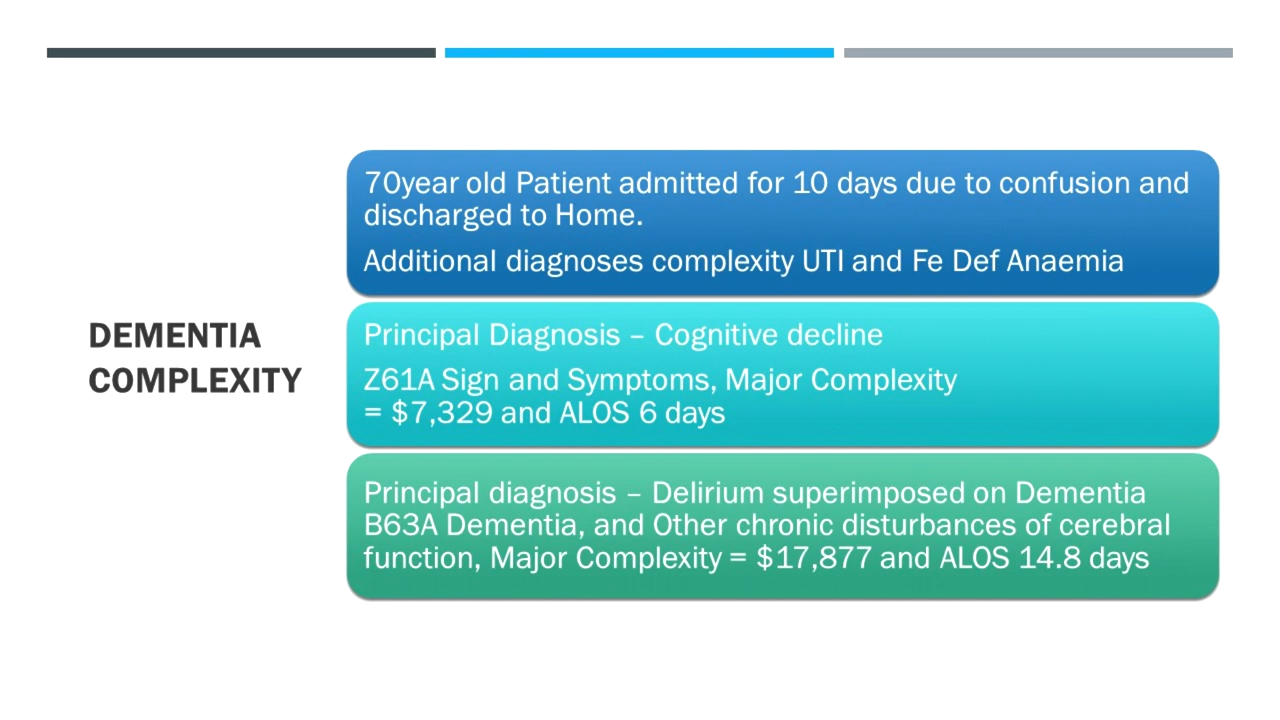 DEMENTIA
COMPLEXITY
70year old Patient admitted for 10 days due to confusion and
discharged to Home.
Additional diagnoses complexity UTI and Fe Def Anaemia
Principal Diagnosis – Cognitive decline
Z61A Sign and Symptoms, Major Complexity
= $7,329 and ALOS 6 days
Principal diagnosis – Delirium superimposed on Dementia
B63A Dementia, and Other chronic disturbances of cerebral
function, Major Complexity = $17,877 and ALOS 14.8 days